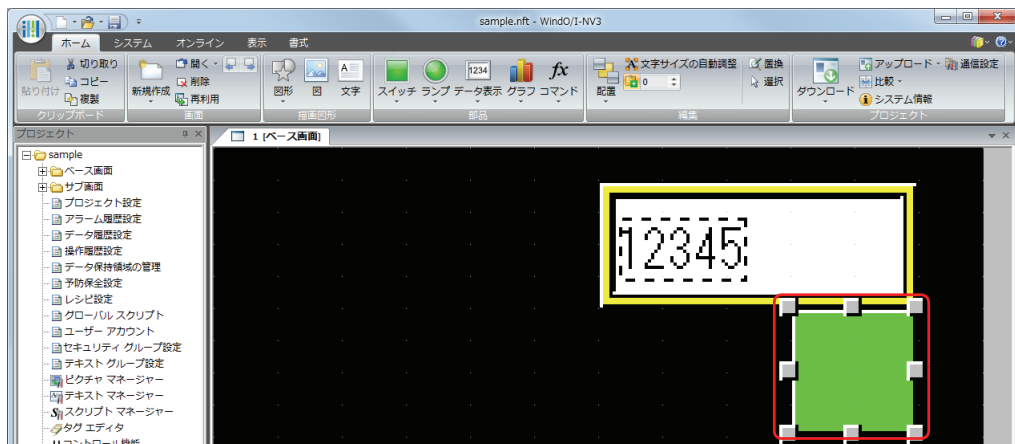 sample.nft - WindO/I-NV3
ホーム システム オンライン 表示 書式
貼り付け
切り取り
コピー
複製
クリップボード
新規作成
開く
削除
再利用
画面
図形
図
文字
描画図形
スイッチ
ランプ
データ表示
グラフ
コマンド
1234
fx
部品
配置
文字サイズの自動調整
0
置換
選択
編集
ダウンロード
アップロード
比較
システム情報
通信設定
プロジェクト
プロジェクト
1 [ベース画面]
sample
ベース画面
サブ画面
プロジェクト設定
アラーム履歴設定
データ履歴設定
操作履歴設定
データ保持領域の管理
予防保全設定
レシピ設定
グローバル スクリプト
ユーザー アカウント
セキュリティ グループ設定
テキスト グループ設定
ピクチャ マネージャー
テキスト マネージャー
スクリプト マネージャー
タグ エディタ
コントロール機能
12345